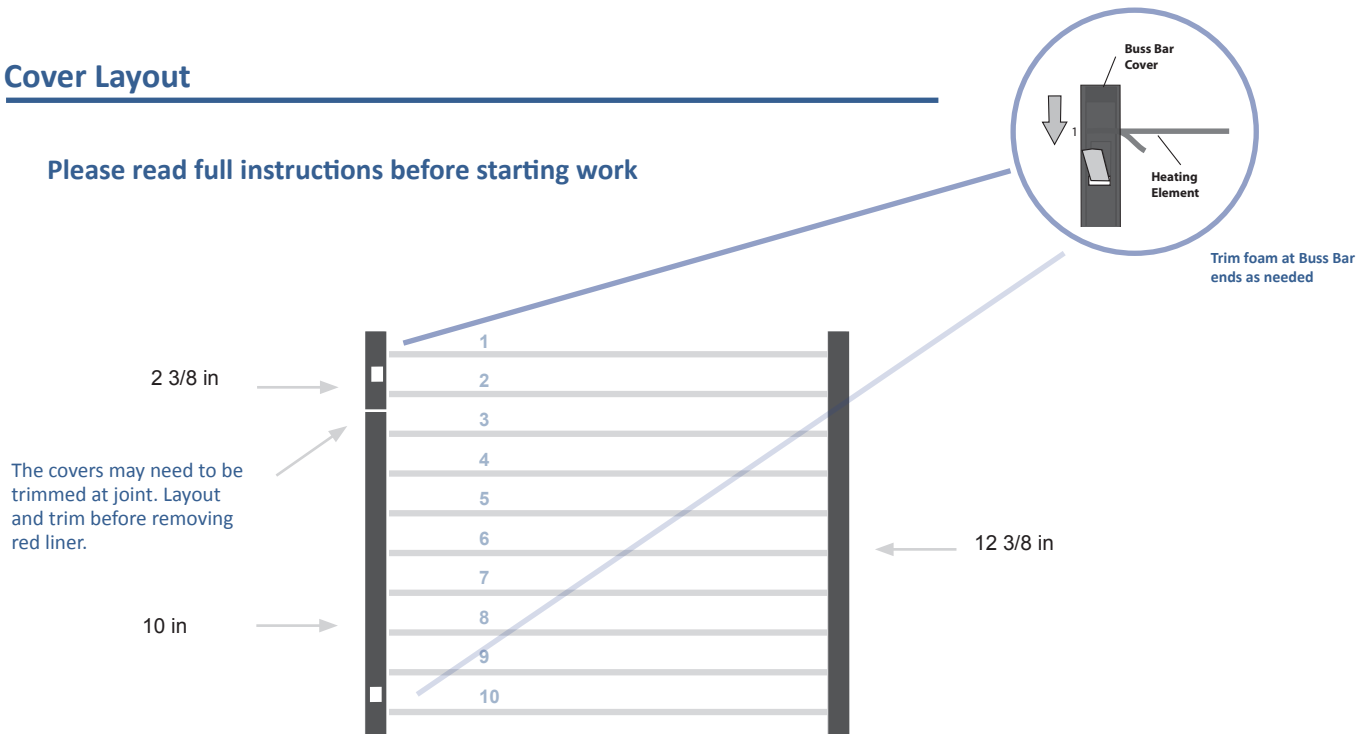 Cover Layout
Please read full instructions before starting work
Buss Bar
Cover
1
Heating
Element
Trim foam at Buss Bar
ends as needed
2 3/8 in
The covers may need to be
trimmed at joint. Layout
and trim before removing
red liner.
10 in
1
2
3
4
5
6
7
8
9
10
12 3/8 in